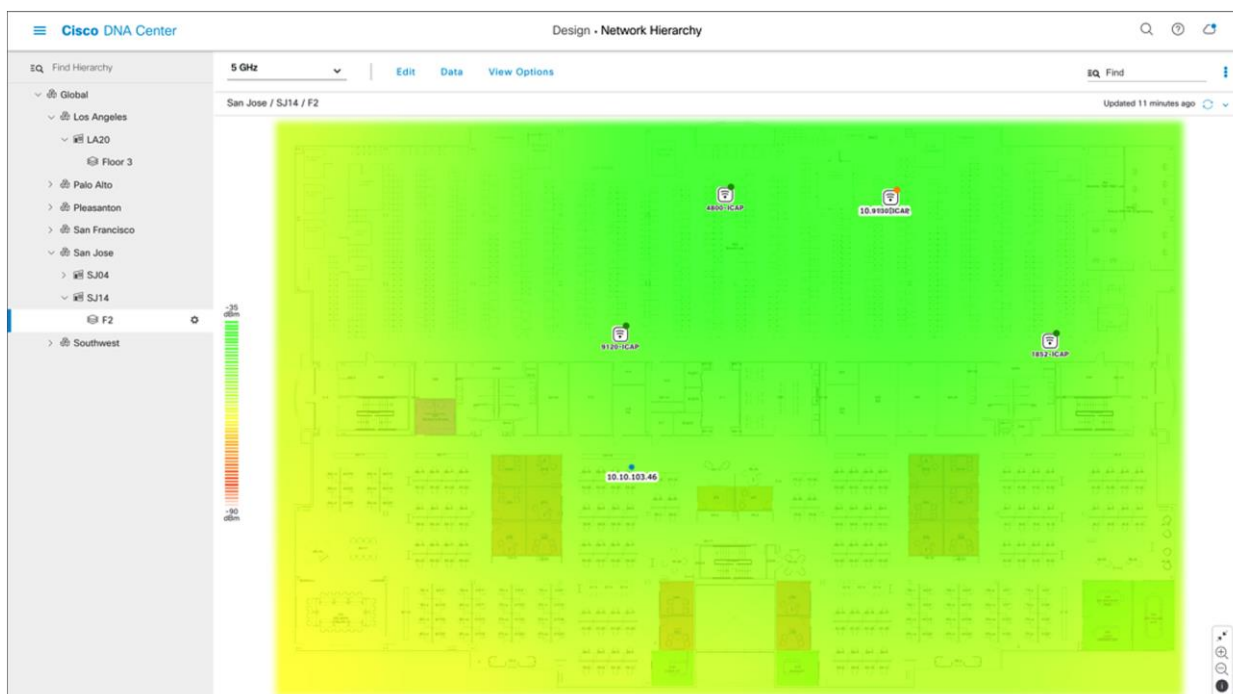 Cisco DNA Center
Design • Network Hierarchy
Find Hierarchy
Global
Los Angeles
LA20
Floor 3
Palo Alto
Pleasanton
San Francisco
San Jose
SJ04
SJ14
F2
Southwest
5 GHz
Edit Data View Options
Find
San Jose / SJ14 / F2
Updated 11 minutes ago
-35
dBm
-90
dBm
4800-ICAP
9120-ICAP
1852-ICAP
10.10.103.46